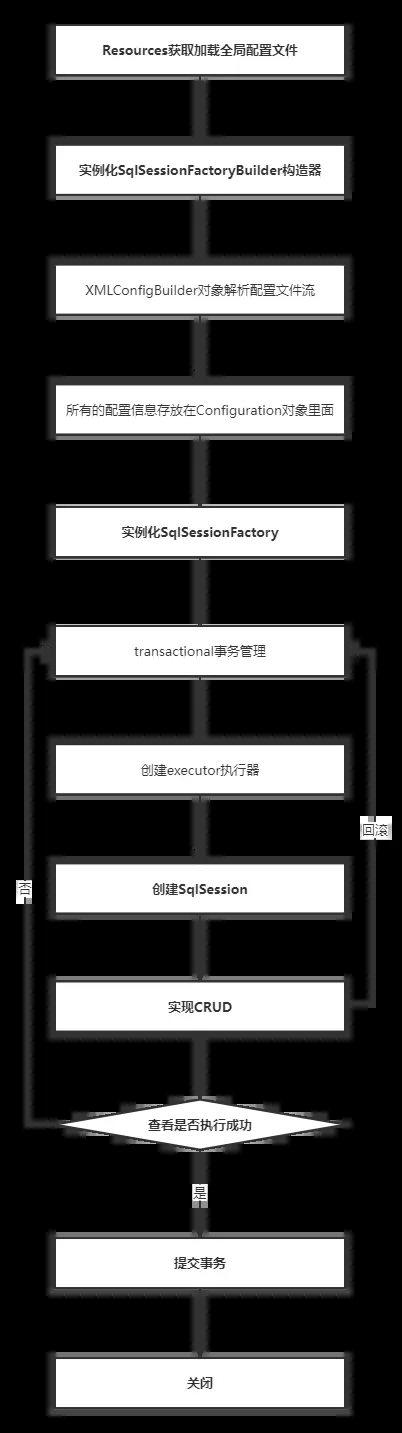 Resources获取加载全局配置文件
实例化SqlSessionFactoryBuilder构造器
XMLConfigBuilder对象解析配置文件流
所有的配置信息存放在Configuration对象里面
实例化SqlSessionFactory
transactional事务管理
创建executor执行器
回滚
否
创建SqlSession
实现CRUD
查看是否执行成功
是
提交事务
关闭